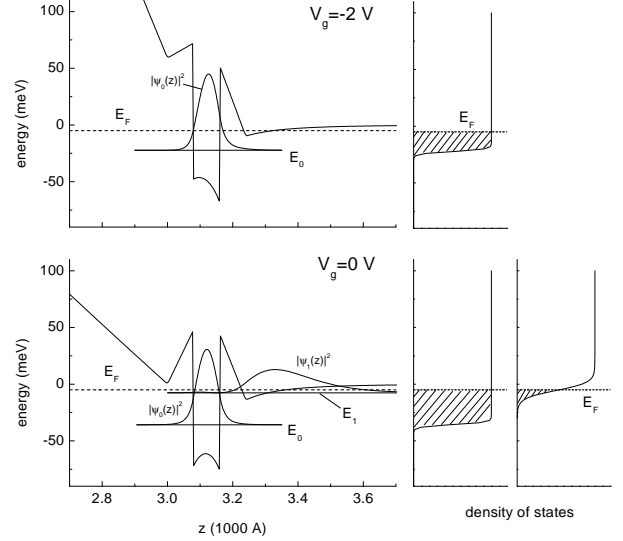 V_g=-2 V
100
50
0
-50
energy (meV)
|ψ_0(z)|^2
E_F
E_0
E_F
V_g=0 V
100
50
0
-50
energy (meV)
E_F
|ψ_1(z)|^2
|ψ_0(z)|^2
E_1
E_0
E_F
2.8 3.0 3.2 3.4 3.6
z (1000 A)
density of states